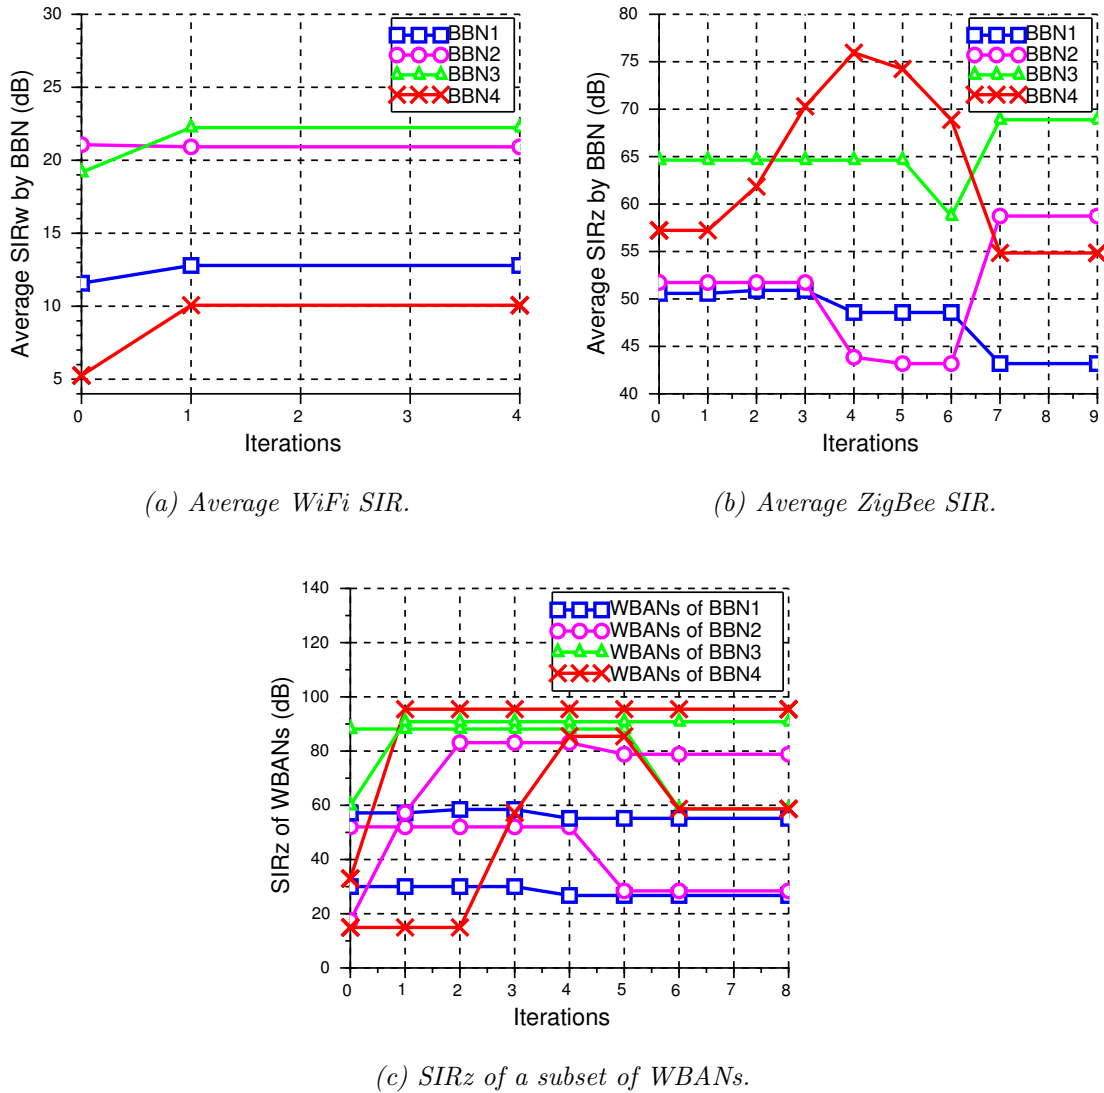 30
25
20
15
10
5
Average SIRw by BBN (dB)
BBN1
BBN2
BBN3
BBN4
0 1 2 3 4
Iterations
(a) Average WiFi SIR.
80
75
70
65
60
55
50
45
40
Average SIRz by BBN (dB)
BBN1
BBN2
BBN3
BBN4
0 1 2 3 4 5 6 7 8 9
Iterations
(b) Average ZigBee SIR.
140
120
100
80
60
40
20
0
SIRz of WBANs (dB)
WBANs of BBN1
WBANs of BBN2
WBANs of BBN3
WBANs of BBN4
0 1 2 3 4 5 6 7 8
Iterations
(c) SIRz of a subset of WBANs.